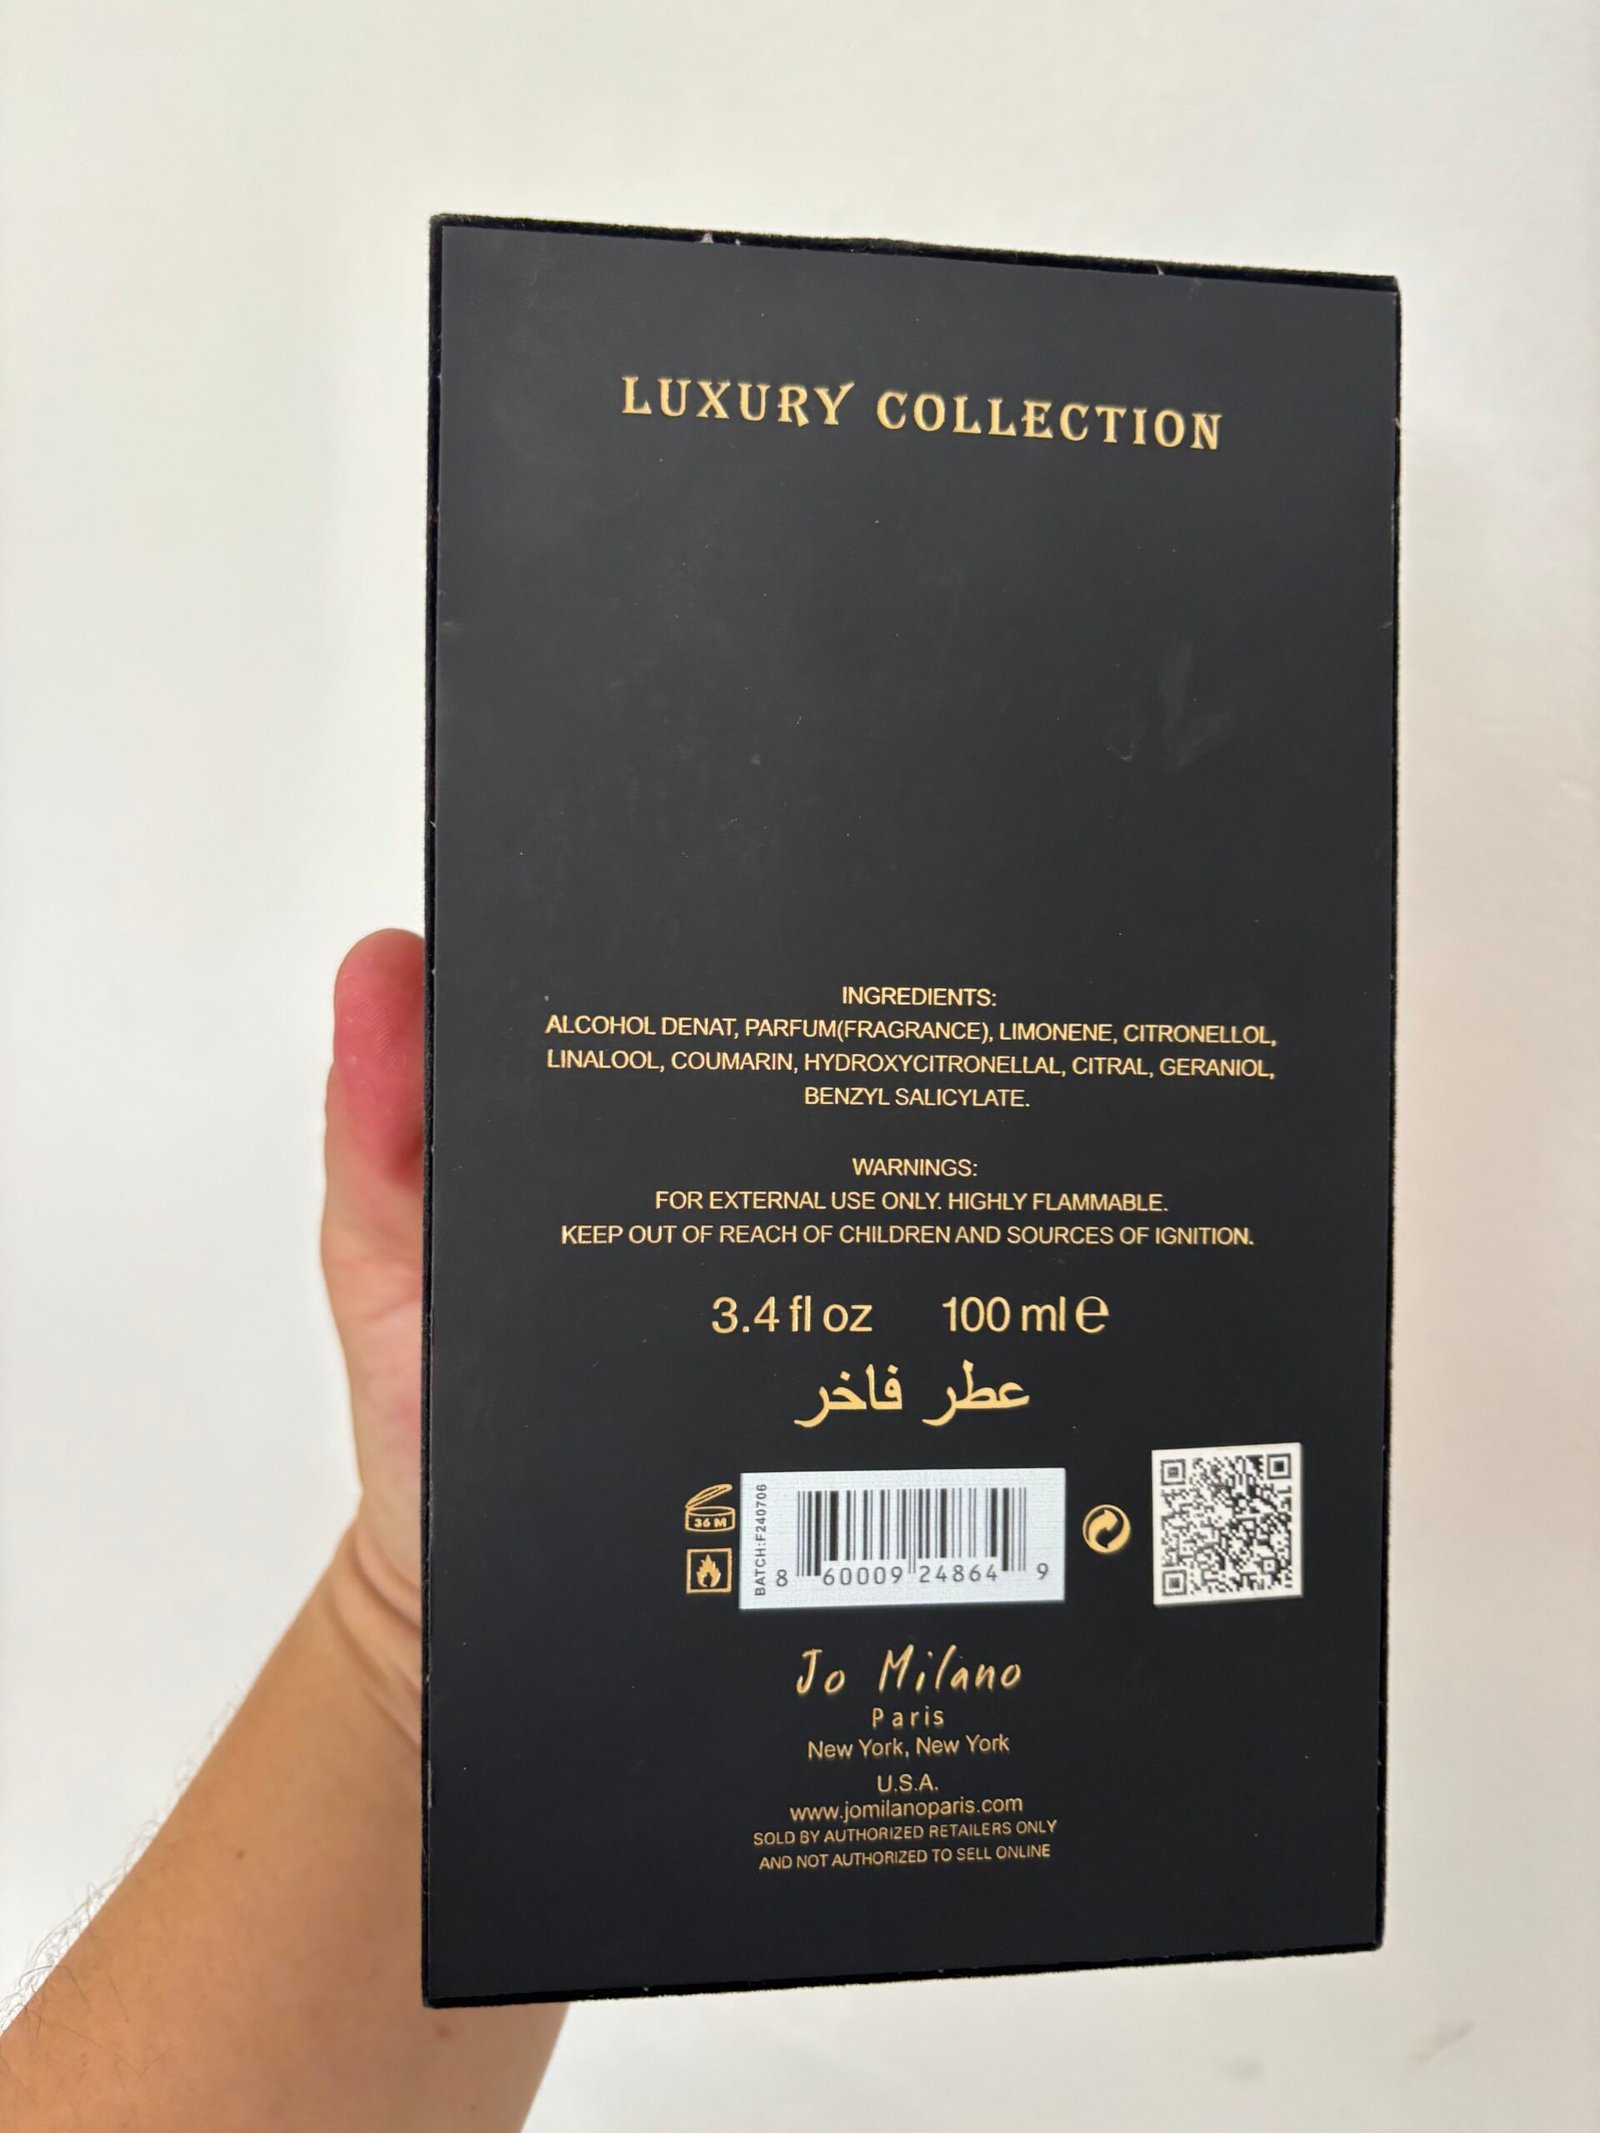 LUXURY COLLECTION
INGREDIENTS:
ALCOHOL DENAT, PARFUM(FRAGRANCE), LIMONENE, CITRONELLOL,
LINALOOL, COUMARIN, HYDROXYCITRONELLAL, CITRAL, GERANIOL,
BENZYL SALICYLATE.
WARNINGS:
FOR EXTERNAL USE ONLY. HIGHLY FLAMMABLE.
KEEP OUT OF REACH OF CHILDREN AND SOURCES OF IGNITION.
3.4 fl oz 100 ml ℮
عطر فاخر
36 M
BATCH:F240706
8 60009 24864 9
Jo Milano
Paris
New York, New York
U.S.A.
www.jomilanoparis.com
SOLD BY AUTHORIZED RETAILERS ONLY
AND NOT AUTHORIZED TO SELL ONLINE